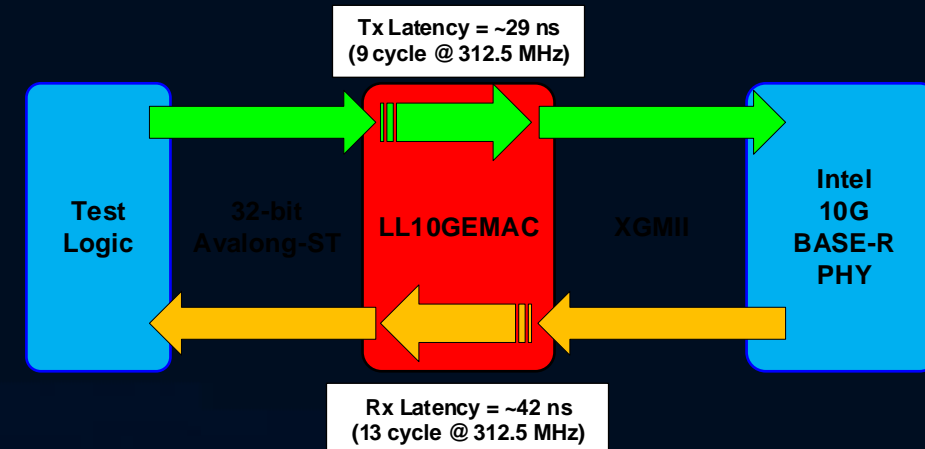 Tx Latency = ~29 ns
(9 cycle @ 312.5 MHz)
Test
Logic
32-bit
Avalong-ST
LL10GEMAC
XGMII
Intel
10G
BASE-R
PHY
Rx Latency = ~42 ns
(13 cycle @ 312.5 MHz)